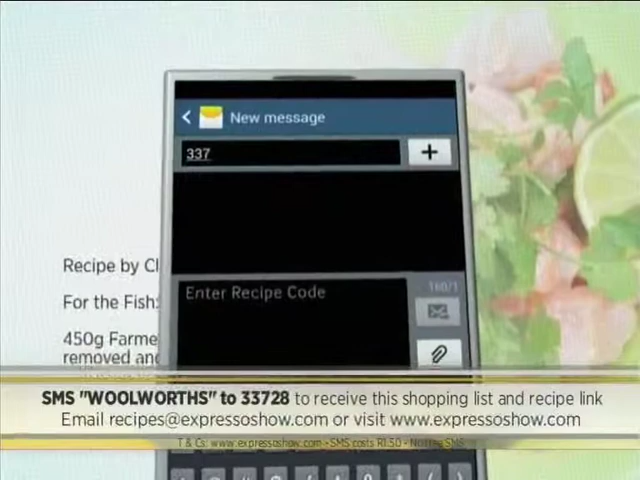 New message
337
+
160/1
Enter Recipe Code
Recipe by Cl
For the Fish:
450g Farme
removed and
SMS "WOOLWORTHS" to 33728 to receive this shopping list and recipe link
Email recipes@expressoshow.com or visit www.expressoshow.com
T & Cs: www.expressoshow.com - SMS costs R1.50 - No free SMS